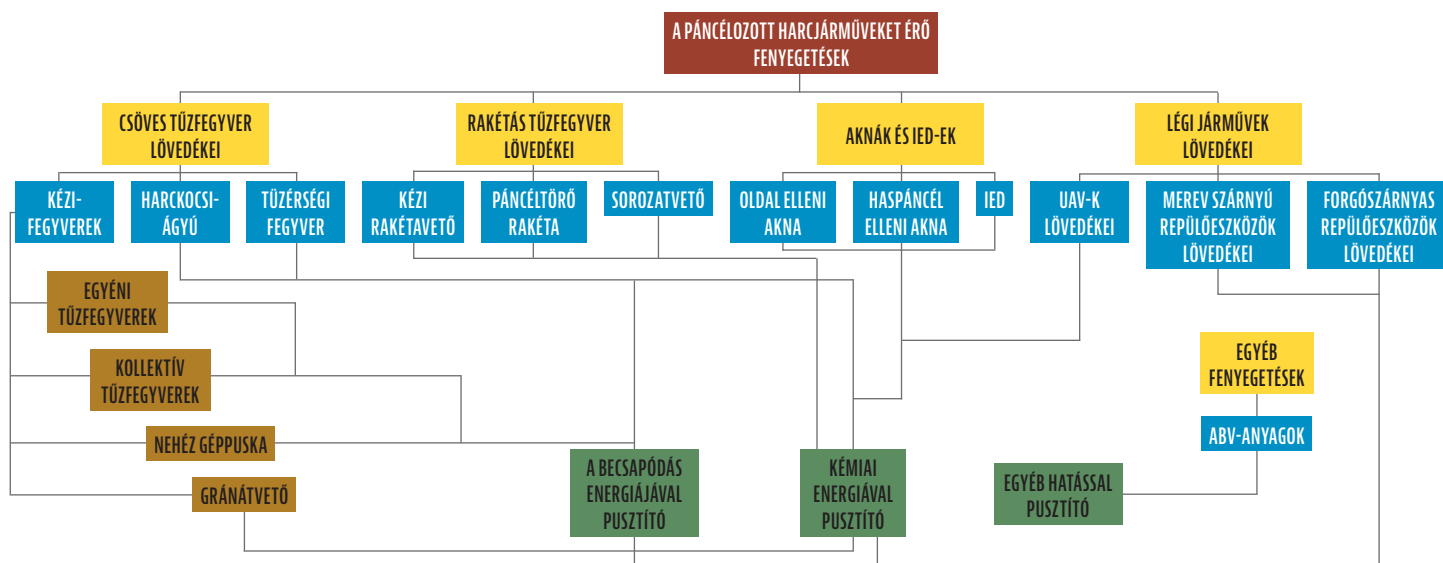 A PÁNCÉLOZOTT HARCJÁRMŰVEKET ÉRŐ
FENYEGETÉSEK
CSÖVES TŰZFEGYVER
LÖVEDÉKEI
RAKÉTÁS TŰZFEGYVER
LÖVEDÉKEI
AKNÁK ÉS IED-EK
LÉGI JÁRMŰVEK
LÖVEDÉKEI
KÉZI-
FEGYVEREK
HARCKOCSI-
ÁGYÚ
TÜZÉRSÉGI
FEGYVER
KÉZI
RAKÉTAVETŐ
PÁNCÉLTÖRŐ
RAKÉTA
SOROZATVETŐ
OLDAL ELLENI
AKNA
HASPÁNCÉL
ELLENI AKNA
IED
UAV-K
LÖVEDÉKEI
MEREV SZÁRNYÚ
REPÜLŐESZKÖZÖK
LÖVEDÉKEI
FORGÓSZÁRNYAS
REPÜLŐESZKÖZÖK
LÖVEDÉKEI
EGYÉNI
TŰZFEGYVEREK
KOLLEKTÍV
TŰZFEGYVEREK
NEHÉZ GÉPPUSKA
GRÁNÁTVETŐ
EGYÉB
FENYEGETÉSEK
ABV-ANYAGOK
A BECSAPÓDÁS
ENERGIÁJÁVAL
PUSZTÍTÓ
KÉMIAI
ENERGIÁVAL
PUSZTÍTÓ
EGYÉB HATÁSSAL
PUSZTÍTÓ